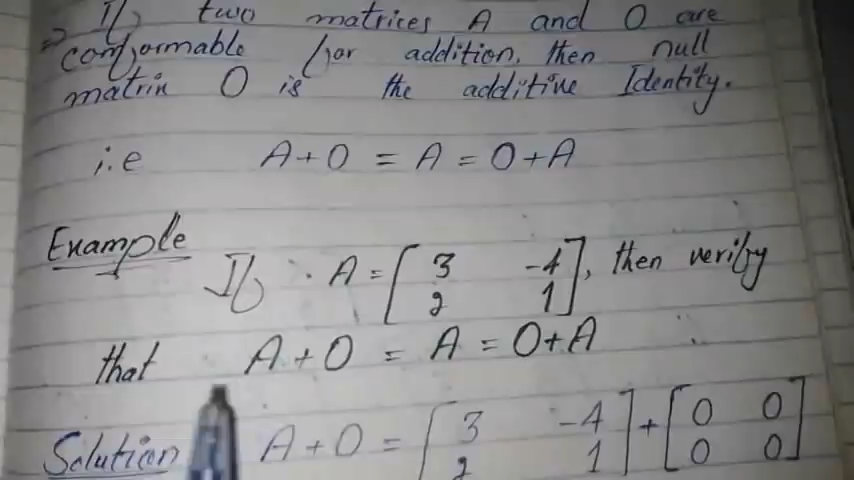 ⇒ If two matrices A and O are
conformable for addition, then null
matrix O is the additive Identity.
i.e A+O = A = O+A
Example
If A = [ 3 -4 ], then verify
2 1
that A+O = A = O+A
Solution A+O = [ 3 -4 ] + [ 0 0 ]
2 1 0 0